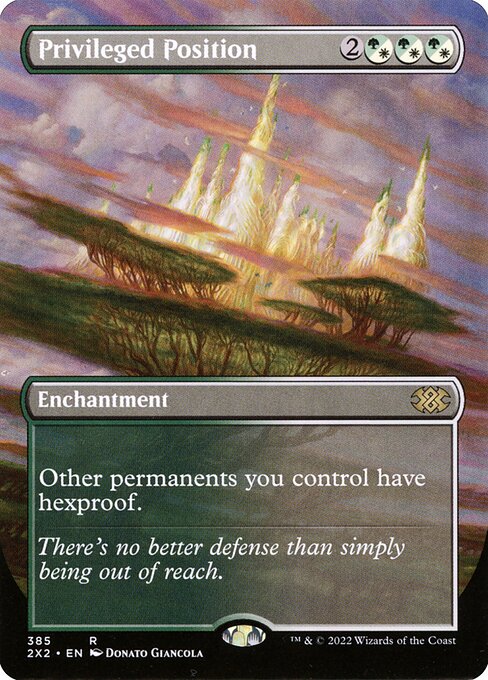 Privileged Position 2
Enchantment
Other permanents you control have
hexproof.
There's no better defense than simply
being out of reach.
385 R
2X2 • EN Donato Giancola
™ & © 2022 Wizards of the Coast